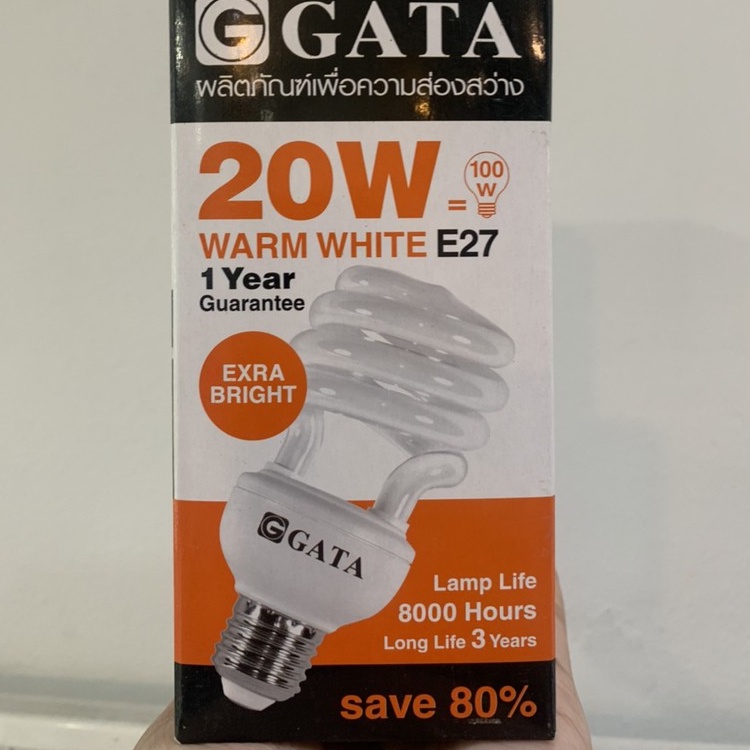 G GATA
ผลิตภัณฑ์เพื่อความส่องสว่าง
20W = 100 W
WARM WHITE E27
1 Year
Guarantee
EXRA
BRIGHT
G GATA
Lamp Life
8000 Hours
Long Life 3 Years
save 80%